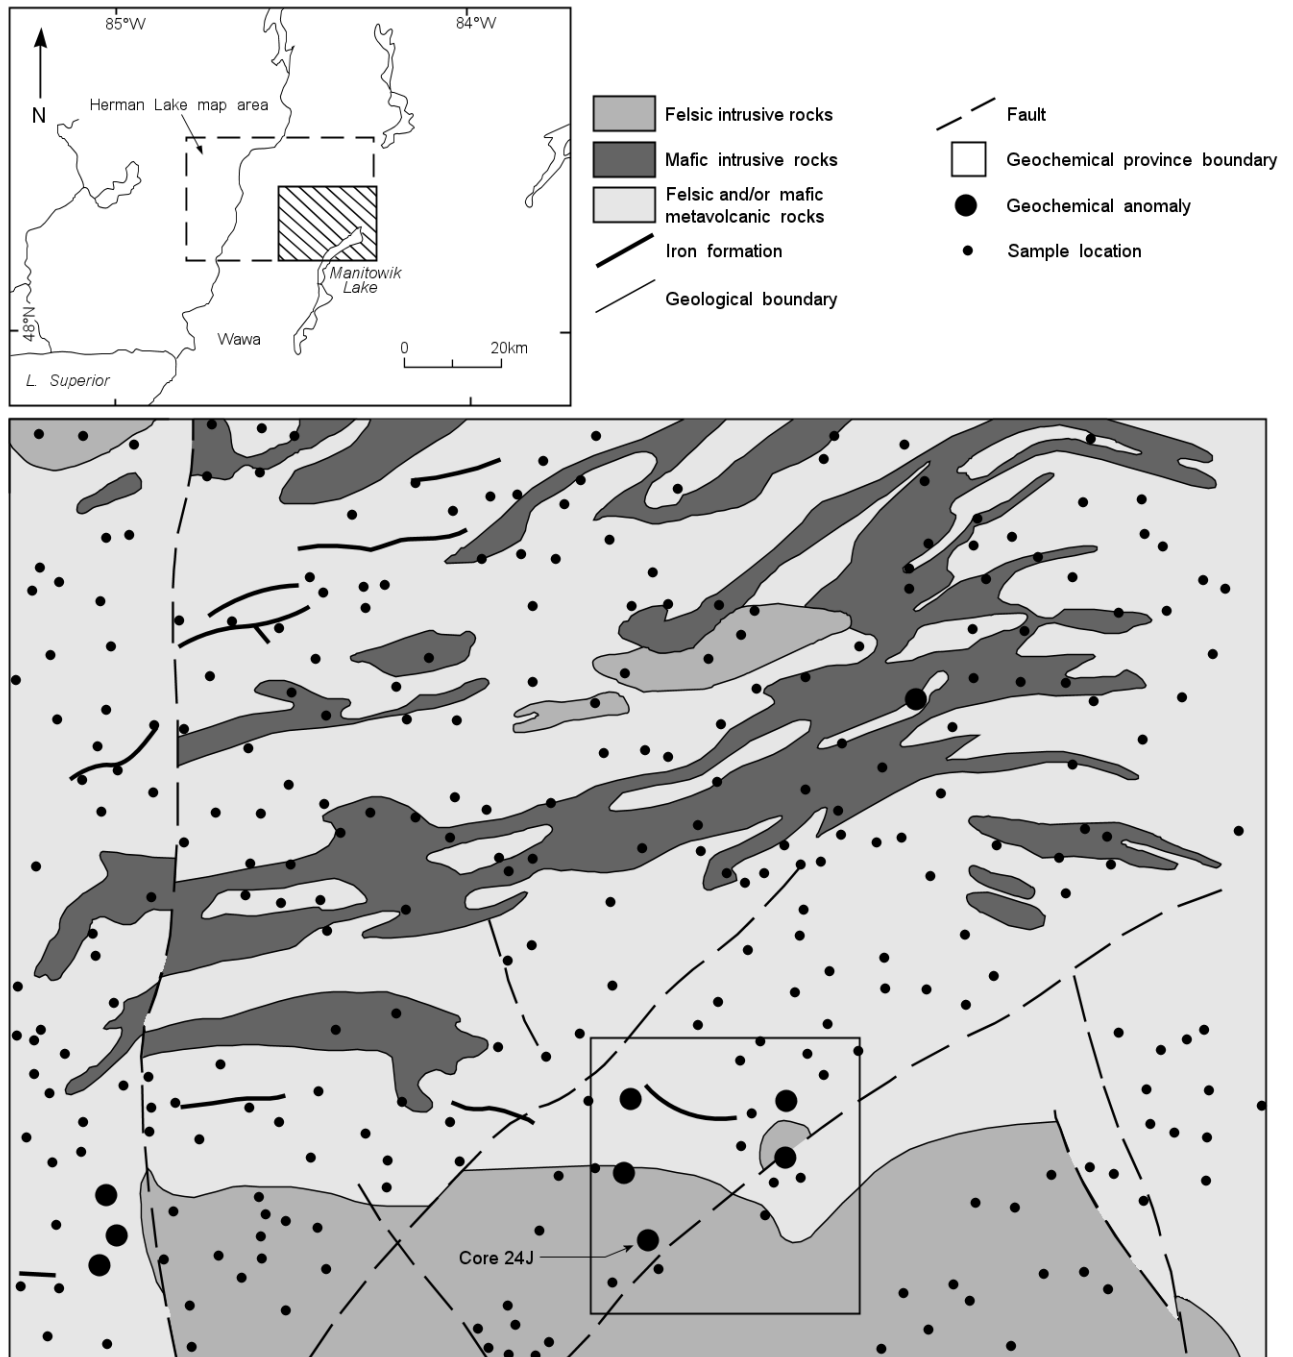 85°W
84°W
N
Herman Lake map area
Manitowik
Lake
48°N
Wawa
0
20km
L. Superior
Felsic intrusive rocks
Mafic intrusive rocks
Felsic and/or mafic
metavolcanic rocks
Iron formation
Geological boundary
Fault
Geochemical province boundary
Geochemical anomaly
Sample location
Core 24J